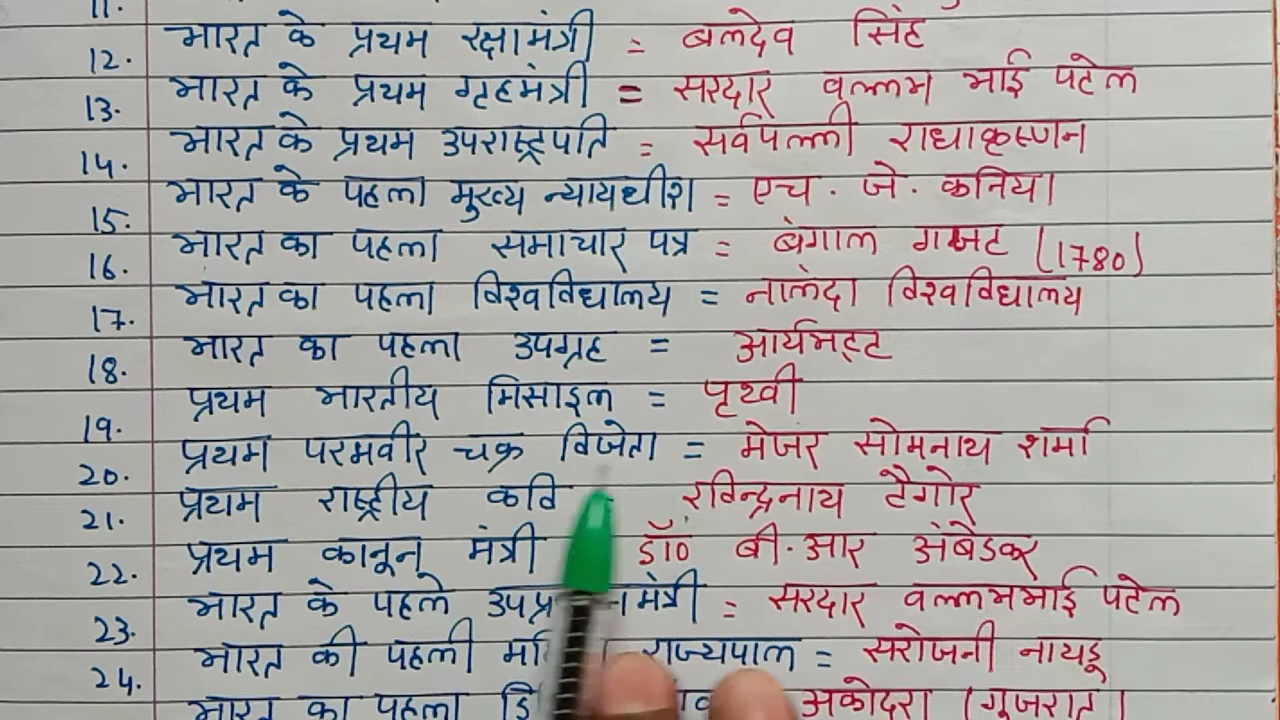 11.
12. भारत के प्रथम रक्षामंत्री = बलदेव सिंह
13. भारत के प्रथम गृहमंत्री = सरदार वल्लभ भाई पटेल
14. भारत के प्रथम उपराष्ट्रपति = सर्वपल्ली राधाकृष्णन
15. भारत के पहला मुख्य न्यायधीश = एच. जे. कनिया
16. भारत का पहला समाचार पत्र = बंगाल गजट (1780)
17. भारत का पहला विश्वविद्यालय = नालंदा विश्वविद्यालय
18. भारत का पहला उपग्रह = आर्यभट्ट
19. प्रथम भारतीय मिसाइल = पृथ्वी
20. प्रथम परमवीर चक्र विजेता = मेजर सोमनाथ शर्मा
21. प्रथम राष्ट्रीय कवि रविन्द्रनाथ टैगोर
22. प्रथम कानून मंत्री डॉ० बी.आर अंबेडकर
23. भारत के पहले = सरदार वल्लभभाई पटेल
24. भारत की पहली राज्यपाल = सरोजनी नायडू
भारत का पहला अकोदरा (गुजरात)